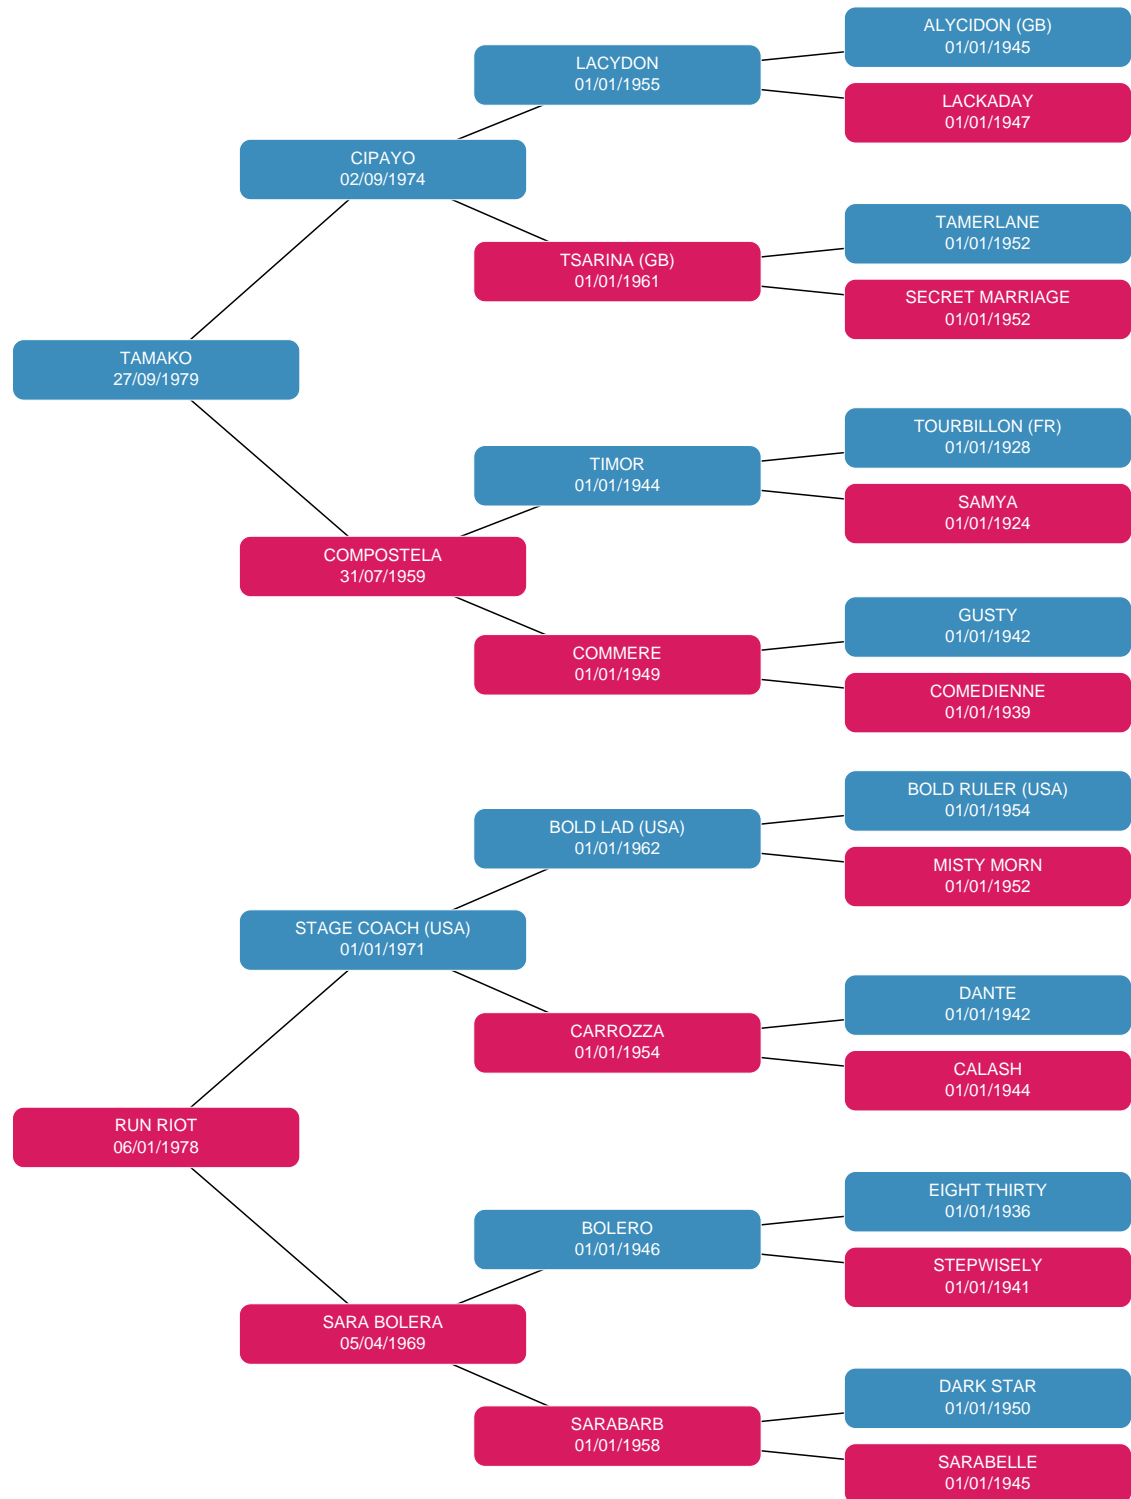 ALYCIDON (GB)
01/01/1945
LACYDON
01/01/1955
LACKADAY
01/01/1947
CIPAYO
02/09/1974
TAMERLANE
01/01/1952
TSARINA (GB)
01/01/1961
SECRET MARRIAGE
01/01/1952
TAMAKO
27/09/1979
TOURBILLON (FR)
01/01/1928
TIMOR
01/01/1944
SAMYA
01/01/1924
COMPOSTELA
31/07/1959
GUSTY
01/01/1942
COMMERE
01/01/1949
COMEDIENNE
01/01/1939
BOLD RULER (USA)
01/01/1954
BOLD LAD (USA)
01/01/1962
MISTY MORN
01/01/1952
STAGE COACH (USA)
01/01/1971
DANTE
01/01/1942
CARROZZA
01/01/1954
CALASH
01/01/1944
RUN RIOT
06/01/1978
EIGHT THIRTY
01/01/1936
BOLERO
01/01/1946
STEPWISELY
01/01/1941
SARA BOLERA
05/04/1969
DARK STAR
01/01/1950
SARABARB
01/01/1958
SARABELLE
01/01/1945